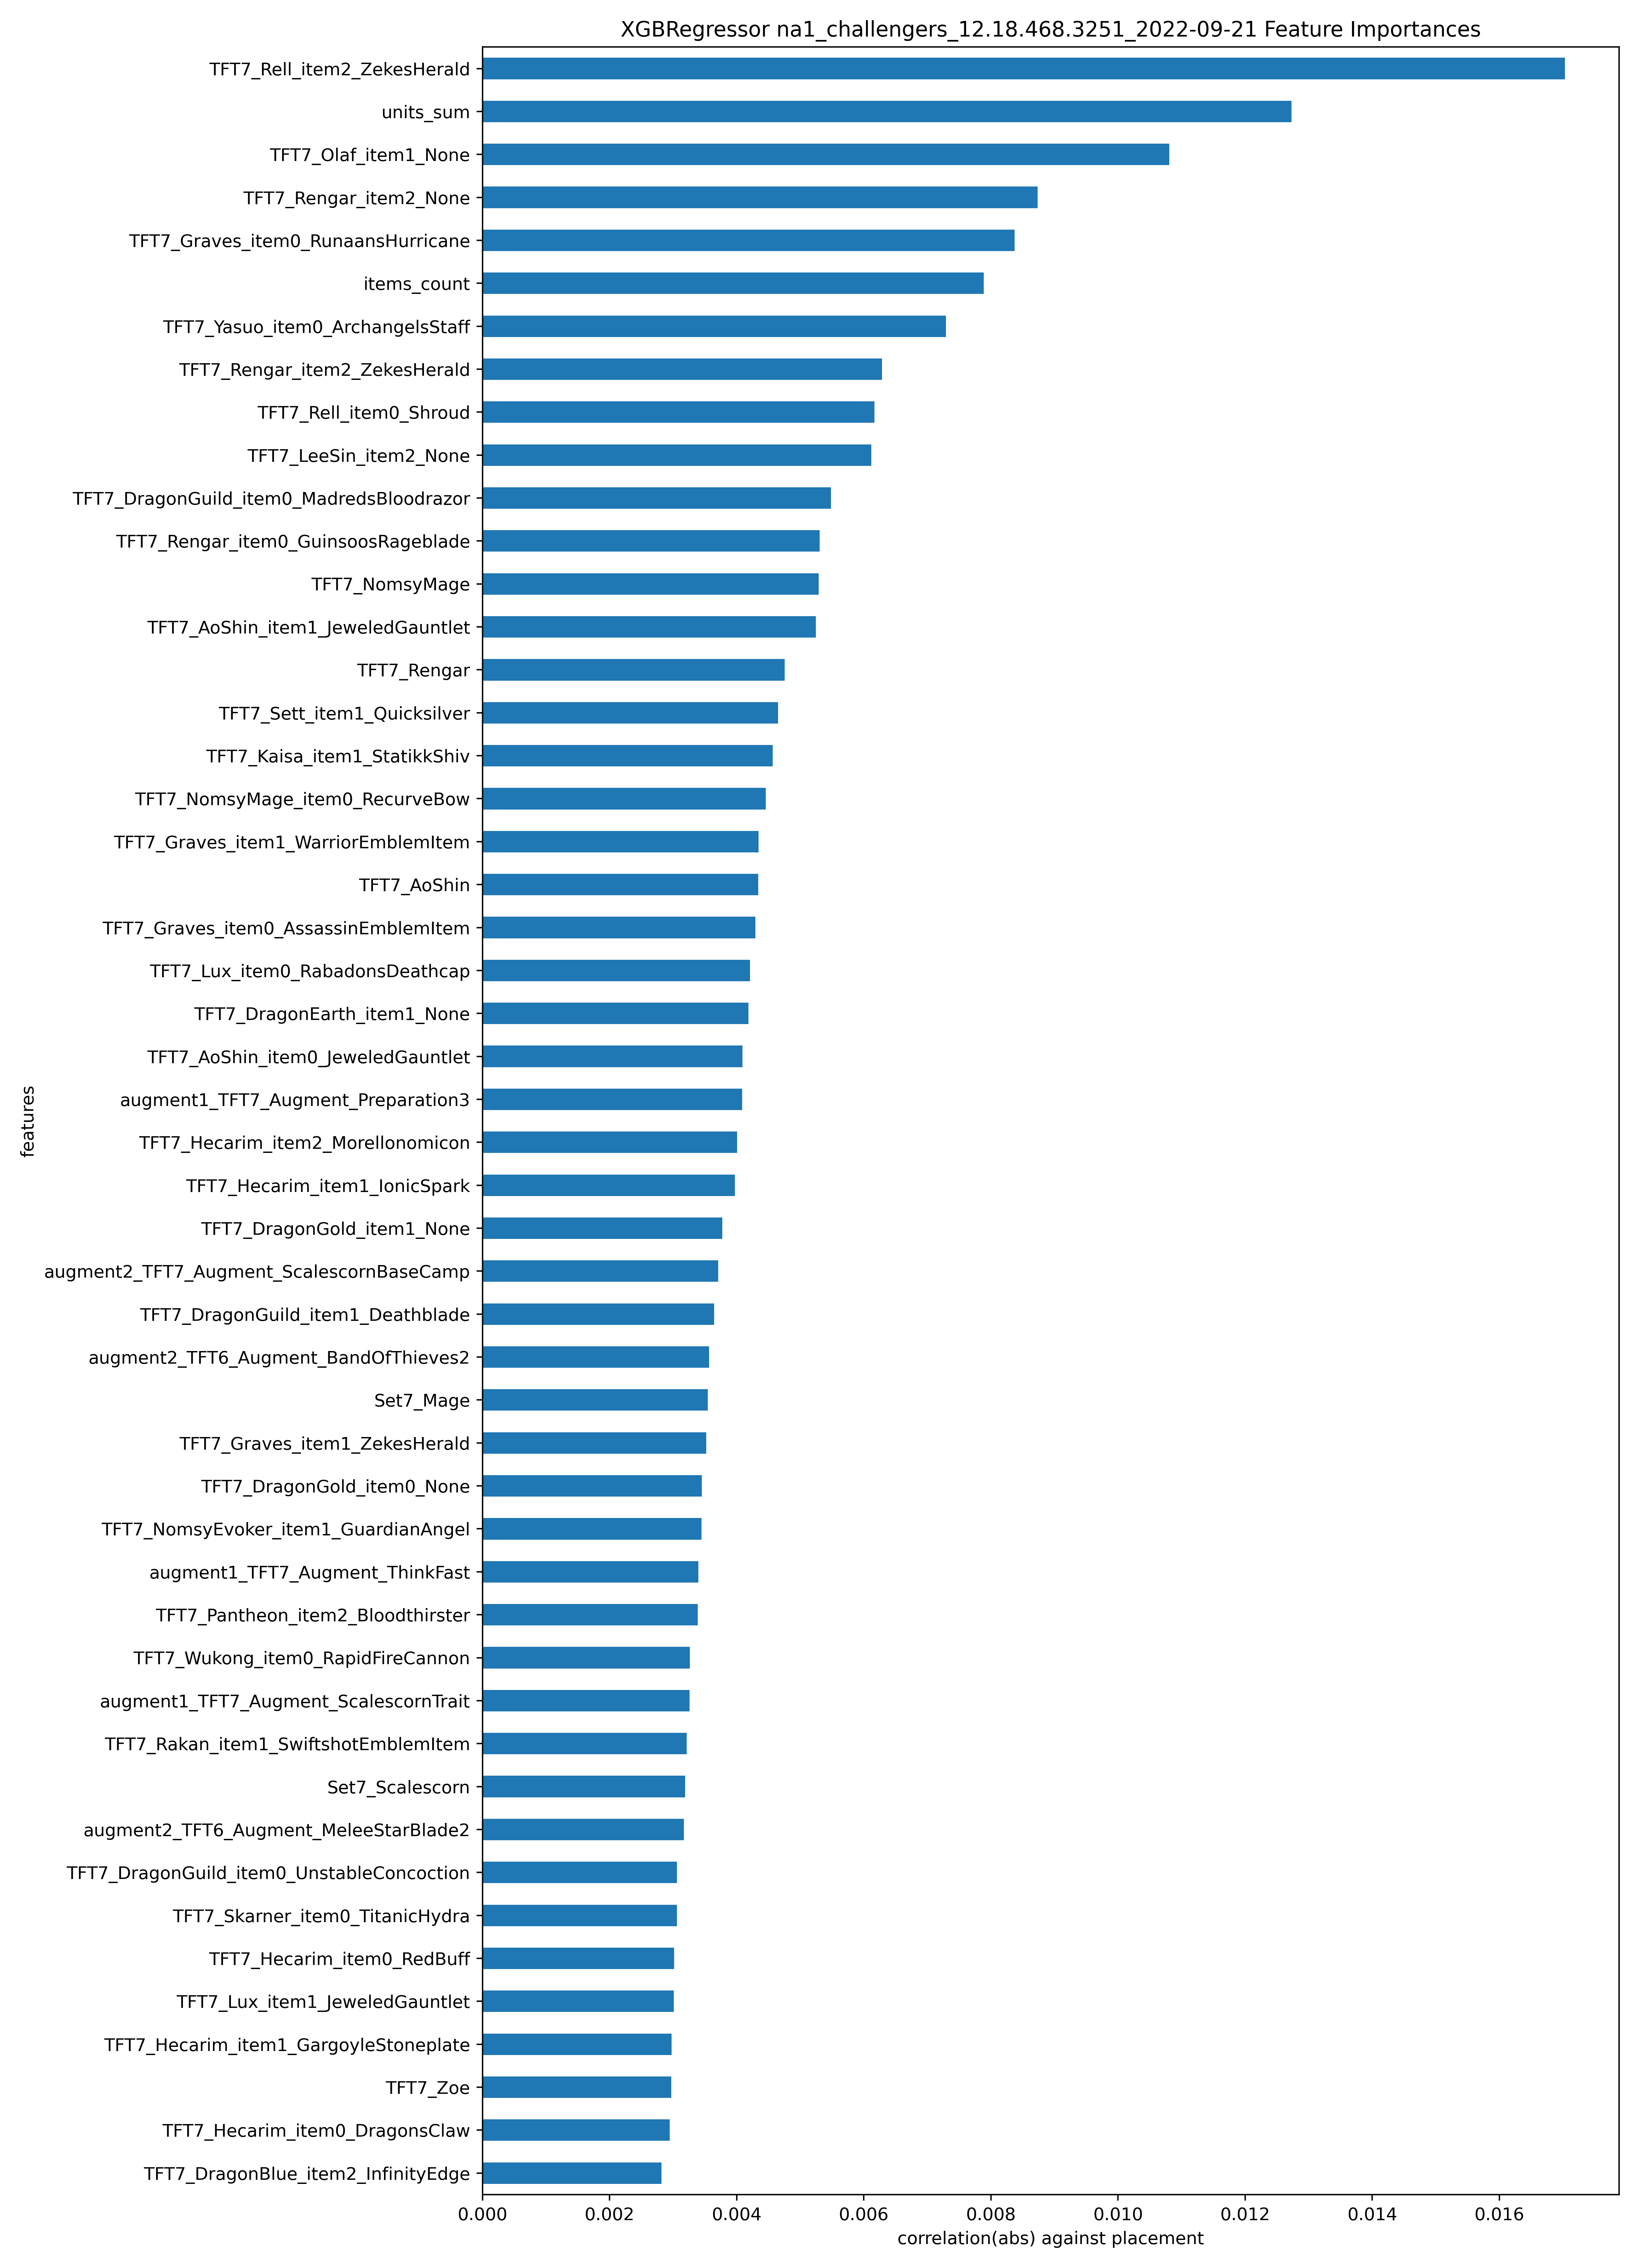 XGBRegressor na1_challengers_12.18.468.3251_2022-09-21 Feature Importances
TFT7_Rell_item2_ZekesHerald
units_sum
TFT7_Olaf_item1_None
TFT7_Rengar_item2_None
TFT7_Graves_item0_RunaansHurricane
items_count
TFT7_Yasuo_item0_ArchangelsStaff
TFT7_Rengar_item2_ZekesHerald
TFT7_Rell_item0_Shroud
TFT7_LeeSin_item2_None
TFT7_DragonGuild_item0_MadredsBloodrazor
TFT7_Rengar_item0_GuinsoosRageblade
TFT7_NomsyMage
TFT7_AoShin_item1_JeweledGauntlet
TFT7_Rengar
TFT7_Sett_item1_Quicksilver
TFT7_Kaisa_item1_StatikkShiv
TFT7_NomsyMage_item0_RecurveBow
TFT7_Graves_item1_WarriorEmblemItem
TFT7_AoShin
TFT7_Graves_item0_AssassinEmblemItem
TFT7_Lux_item0_RabadonsDeathcap
TFT7_DragonEarth_item1_None
TFT7_AoShin_item0_JeweledGauntlet
augment1_TFT7_Augment_Preparation3
TFT7_Hecarim_item2_Morellonomicon
TFT7_Hecarim_item1_IonicSpark
TFT7_DragonGold_item1_None
augment2_TFT7_Augment_ScalescornBaseCamp
TFT7_DragonGuild_item1_Deathblade
augment2_TFT6_Augment_BandOfThieves2
Set7_Mage
TFT7_Graves_item1_ZekesHerald
TFT7_DragonGold_item0_None
TFT7_NomsyEvoker_item1_GuardianAngel
augment1_TFT7_Augment_ThinkFast
TFT7_Pantheon_item2_Bloodthirster
TFT7_Wukong_item0_RapidFireCannon
augment1_TFT7_Augment_ScalescornTrait
TFT7_Rakan_item1_SwiftshotEmblemItem
Set7_Scalescorn
augment2_TFT6_Augment_MeleeStarBlade2
TFT7_DragonGuild_item0_UnstableConcoction
TFT7_Skarner_item0_TitanicHydra
TFT7_Hecarim_item0_RedBuff
TFT7_Lux_item1_JeweledGauntlet
TFT7_Hecarim_item1_GargoyleStoneplate
TFT7_Zoe
TFT7_Hecarim_item0_DragonsClaw
TFT7_DragonBlue_item2_InfinityEdge
features
0.000 0.002 0.004 0.006 0.008 0.010 0.012 0.014 0.016
correlation(abs) against placement